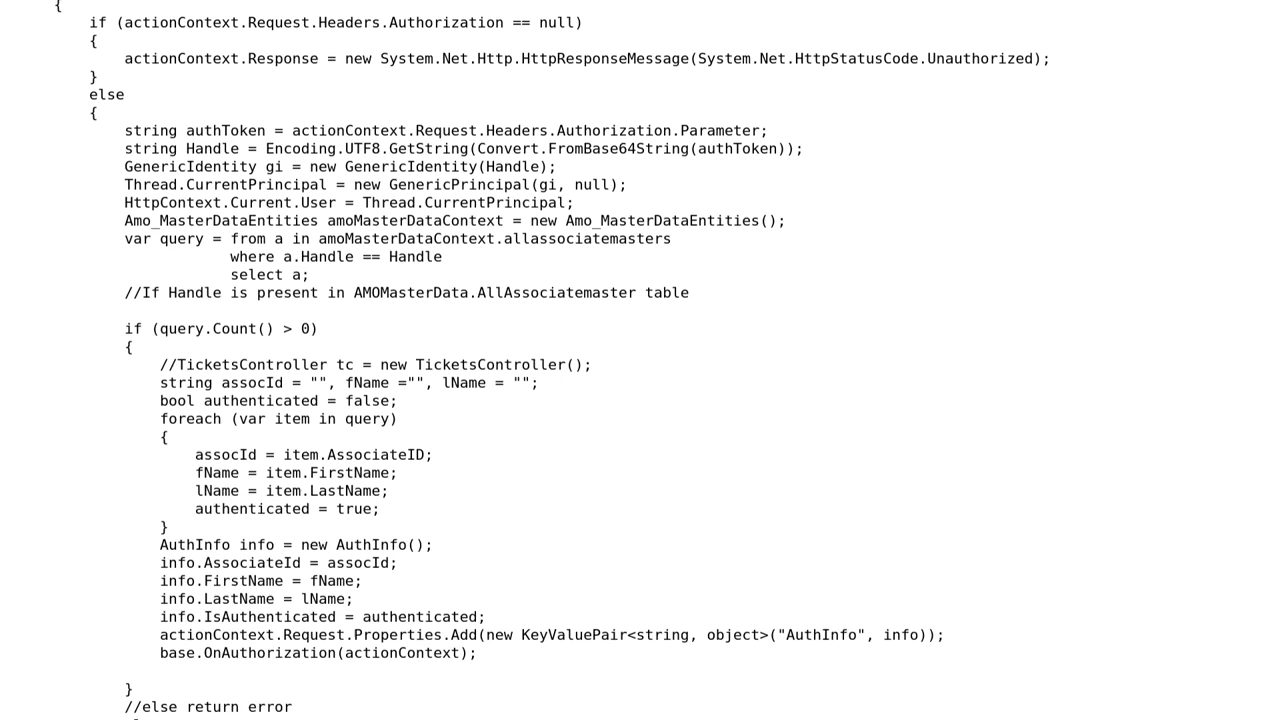 {
if (actionContext.Request.Headers.Authorization == null)
{
actionContext.Response = new System.Net.Http.HttpResponseMessage(System.Net.HttpStatusCode.Unauthorized);
}
else
{
string authToken = actionContext.Request.Headers.Authorization.Parameter;
string Handle = Encoding.UTF8.GetString(Convert.FromBase64String(authToken));
GenericIdentity gi = new GenericIdentity(Handle);
Thread.CurrentPrincipal = new GenericPrincipal(gi, null);
HttpContext.Current.User = Thread.CurrentPrincipal;
Amo_MasterDataEntities amoMasterDataContext = new Amo_MasterDataEntities();
var query = from a in amoMasterDataContext.allassociatemasters
where a.Handle == Handle
select a;
//If Handle is present in AMOMasterData.AllAssociatemaster table
if (query.Count() > 0)
{
//TicketsController tc = new TicketsController();
string assocId = "", fName ="", lName = "";
bool authenticated = false;
foreach (var item in query)
{
assocId = item.AssociateID;
fName = item.FirstName;
lName = item.LastName;
authenticated = true;
}
AuthInfo info = new AuthInfo();
info.AssociateId = assocId;
info.FirstName = fName;
info.LastName = lName;
info.IsAuthenticated = authenticated;
actionContext.Request.Properties.Add(new KeyValuePair<string, object>("AuthInfo", info));
base.OnAuthorization(actionContext);
}
//else return error